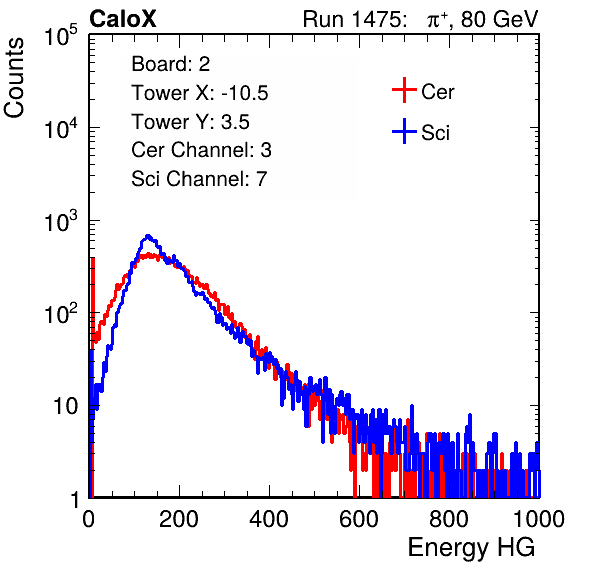 CaloX Run 1475: π⁺, 80 GeV
Counts
10⁵
10⁴
10³
10²
10
1
Board: 2
Tower X: -10.5
Tower Y: 3.5
Cer Channel: 3
Sci Channel: 7
Cer
Sci
0 200 400 600 800 1000
Energy HG